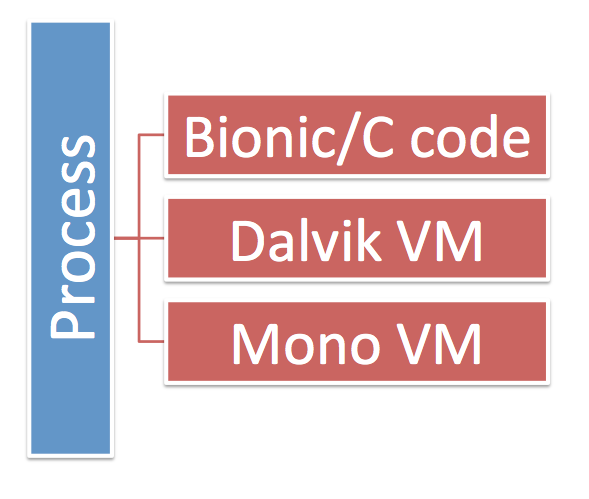 Process
Bionic/C code
Dalvik VM
Mono VM